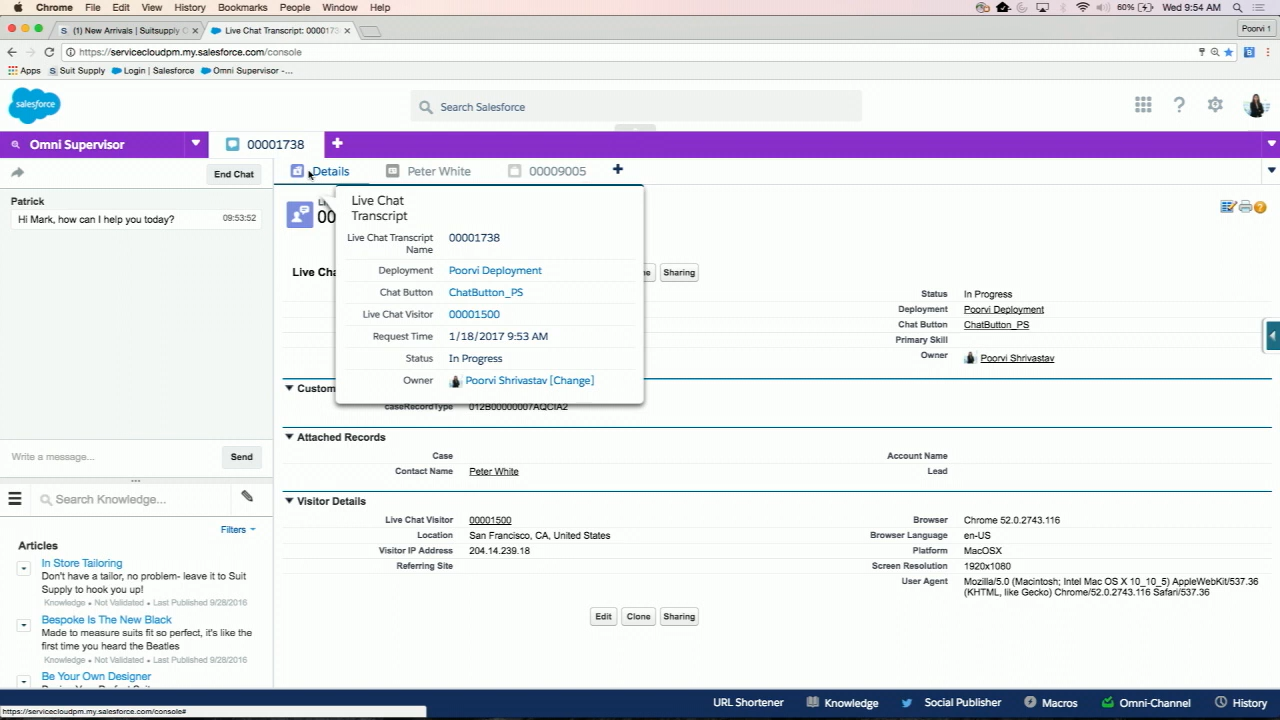 Chrome File Edit View History Bookmarks People Window Help
60% Wed 9:54 AM
(1) New Arrivals | Suitsupply O
Live Chat Transcript: 0000173
Poorvi
https://servicecloudpm.my.salesforce.com/console
Apps Suit Supply Login | Salesforce Omni Supervisor -...
salesforce
Search Salesforce
Omni Supervisor
00001738
End Chat
Details
Peter White
00009005
Patrick
Hi Mark, how can I help you today? 09:53:52
Live Chat
Transcript
Live Chat Transcript
Name
00001738
Deployment Poorvi Deployment
Chat Button ChatButton_PS
Live Chat Visitor 00001500
Request Time 1/18/2017 9:53 AM
Status In Progress
Owner Poorvi Shrivastav [Change]
00
Live Cha
Sharing
Status In Progress
Deployment Poorvi Deployment
Chat Button ChatButton_PS
Primary Skill
Owner Poorvi Shrivastav
Custom
caseRecordType 012B00000007AQCIA2
Attached Records
Case Account Name
Contact Name Peter White Lead
Visitor Details
Live Chat Visitor 00001500 Browser Chrome 52.0.2743.116
Location San Francisco, CA, United States Browser Language en-US
Visitor IP Address 204.14.239.18 Platform MacOSX
Referring Site Screen Resolution 1920x1080
User Agent Mozilla/5.0 (Macintosh; Intel Mac OS X 10_10_5) AppleWebKit/537.36
(KHTML, like Gecko) Chrome/52.0.2743.116 Safari/537.36
Edit Clone Sharing
Write a message...
Send
Search Knowledge...
Filters
Articles
In Store Tailoring
Don't have a tailor, no problem- leave it to Suit
Supply to hook you up!
Knowledge • Not Validated • Last Published 9/28/2016
Bespoke Is The New Black
Made to measure suits fit so perfect, it's like the
first time you heard the Beatles
Knowledge • Not Validated • Last Published 9/28/2016
Be Your Own Designer
https://servicecloudpm.my.salesforce.com/console#
URL Shortener Knowledge Social Publisher Macros Omni-Channel History